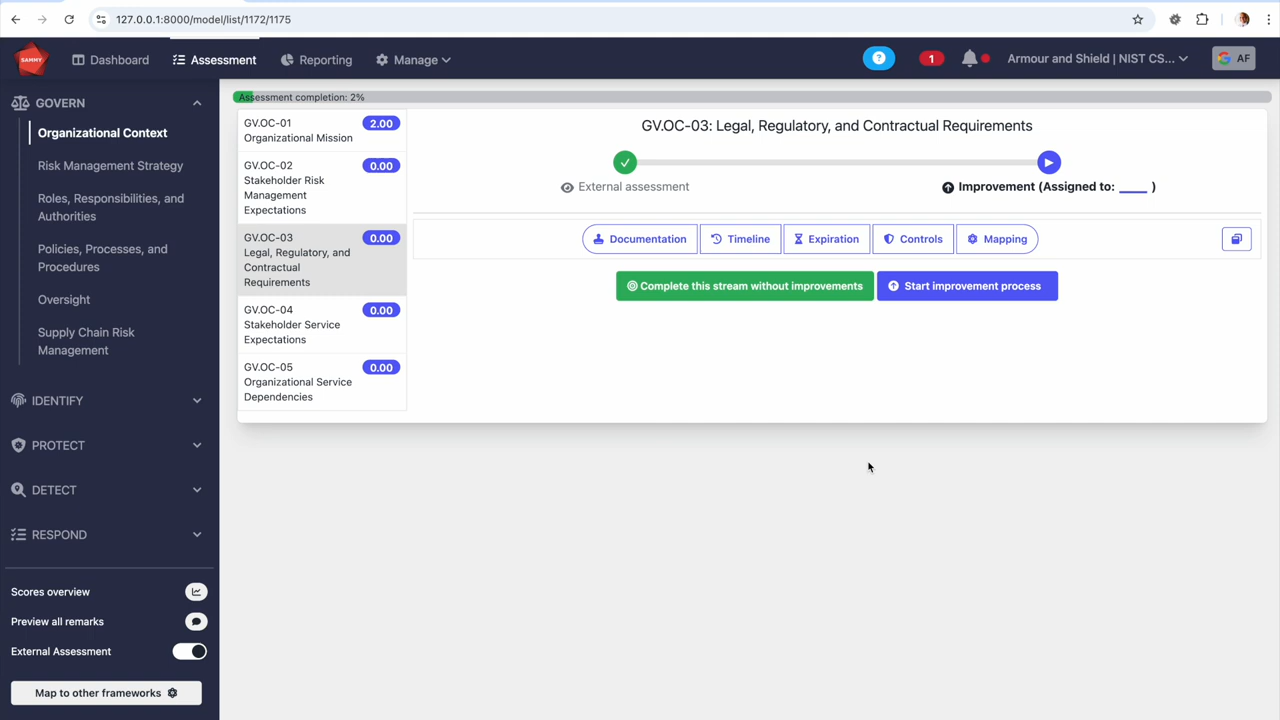 127.0.0.1:8000/model/list/1172/1175
SAMMY
Dashboard
Assessment
Reporting
Manage
?
1
Armour and Shield | NIST CS...
AF
GOVERN
Organizational Context
Risk Management Strategy
Roles, Responsibilities, and
Authorities
Policies, Processes, and
Procedures
Oversight
Supply Chain Risk
Management
IDENTIFY
PROTECT
DETECT
RESPOND
Scores overview
Preview all remarks
External Assessment
Map to other frameworks
Assessment completion: 2%
GV.OC-01 2.00
Organizational Mission
GV.OC-02 0.00
Stakeholder Risk
Management
Expectations
GV.OC-03 0.00
Legal, Regulatory, and
Contractual
Requirements
GV.OC-04 0.00
Stakeholder Service
Expectations
GV.OC-05 0.00
Organizational Service
Dependencies
GV.OC-03: Legal, Regulatory, and Contractual Requirements
External assessment
Improvement (Assigned to: ____ )
Documentation
Timeline
Expiration
Controls
Mapping
Complete this stream without improvements
Start improvement process